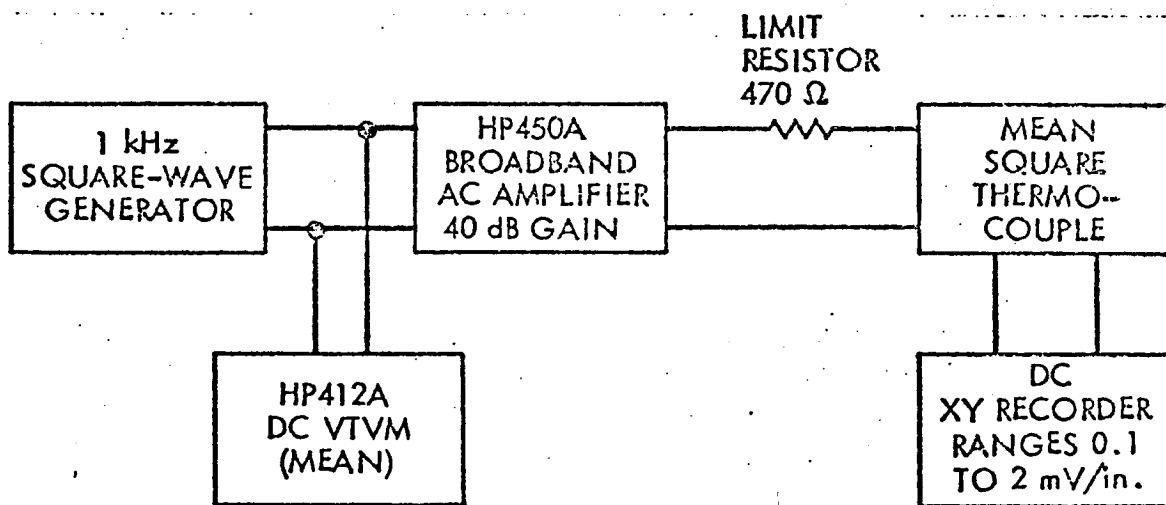 LIMIT
RESISTOR
470 Ω
1 kHz
SQUARE-WAVE
GENERATOR
HP450A
BROADBAND
AC AMPLIFIER
40 dB GAIN
MEAN
SQUARE
THERMO-
COUPLE
HP412A
DC VTVM
(MEAN)
DC
XY RECORDER
RANGES 0.1
TO 2 mV/in.